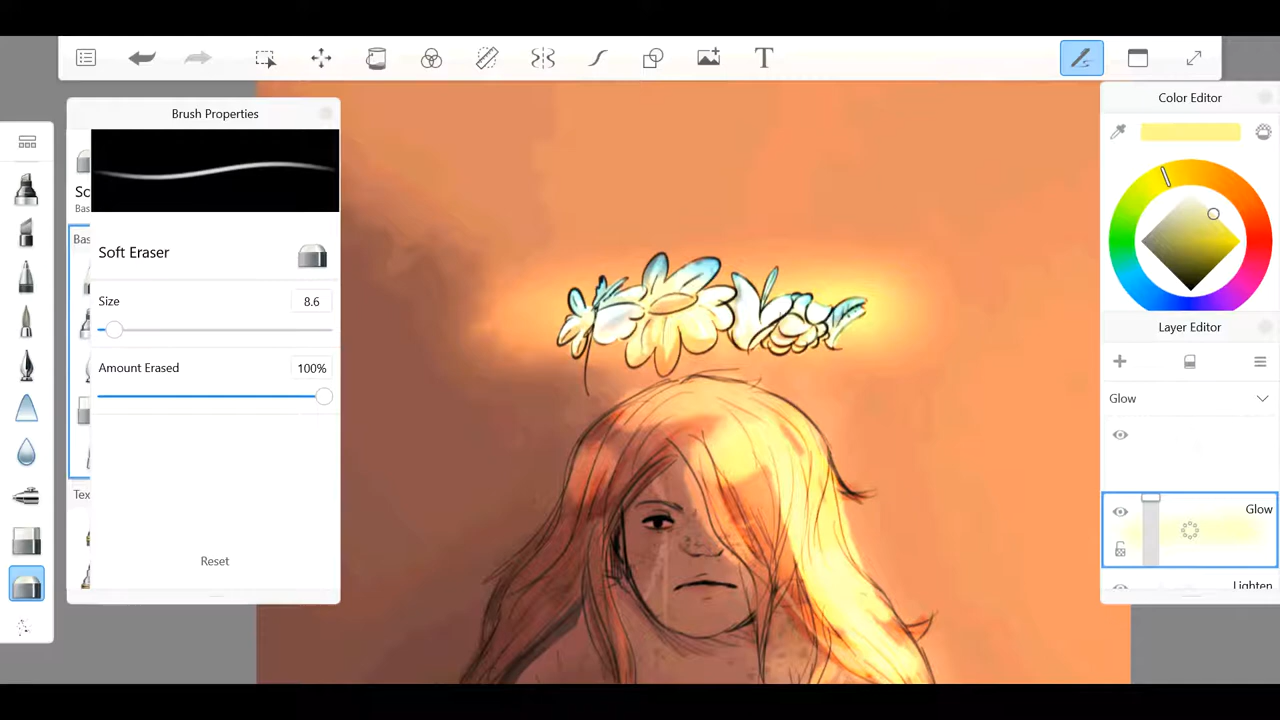 T
Brush Properties
Color Editor
Sc
Bas
Bas
Soft Eraser
Size
8.6
Layer Editor
Amount Erased
100%
Glow
Tex
Glow
Reset
Lighten